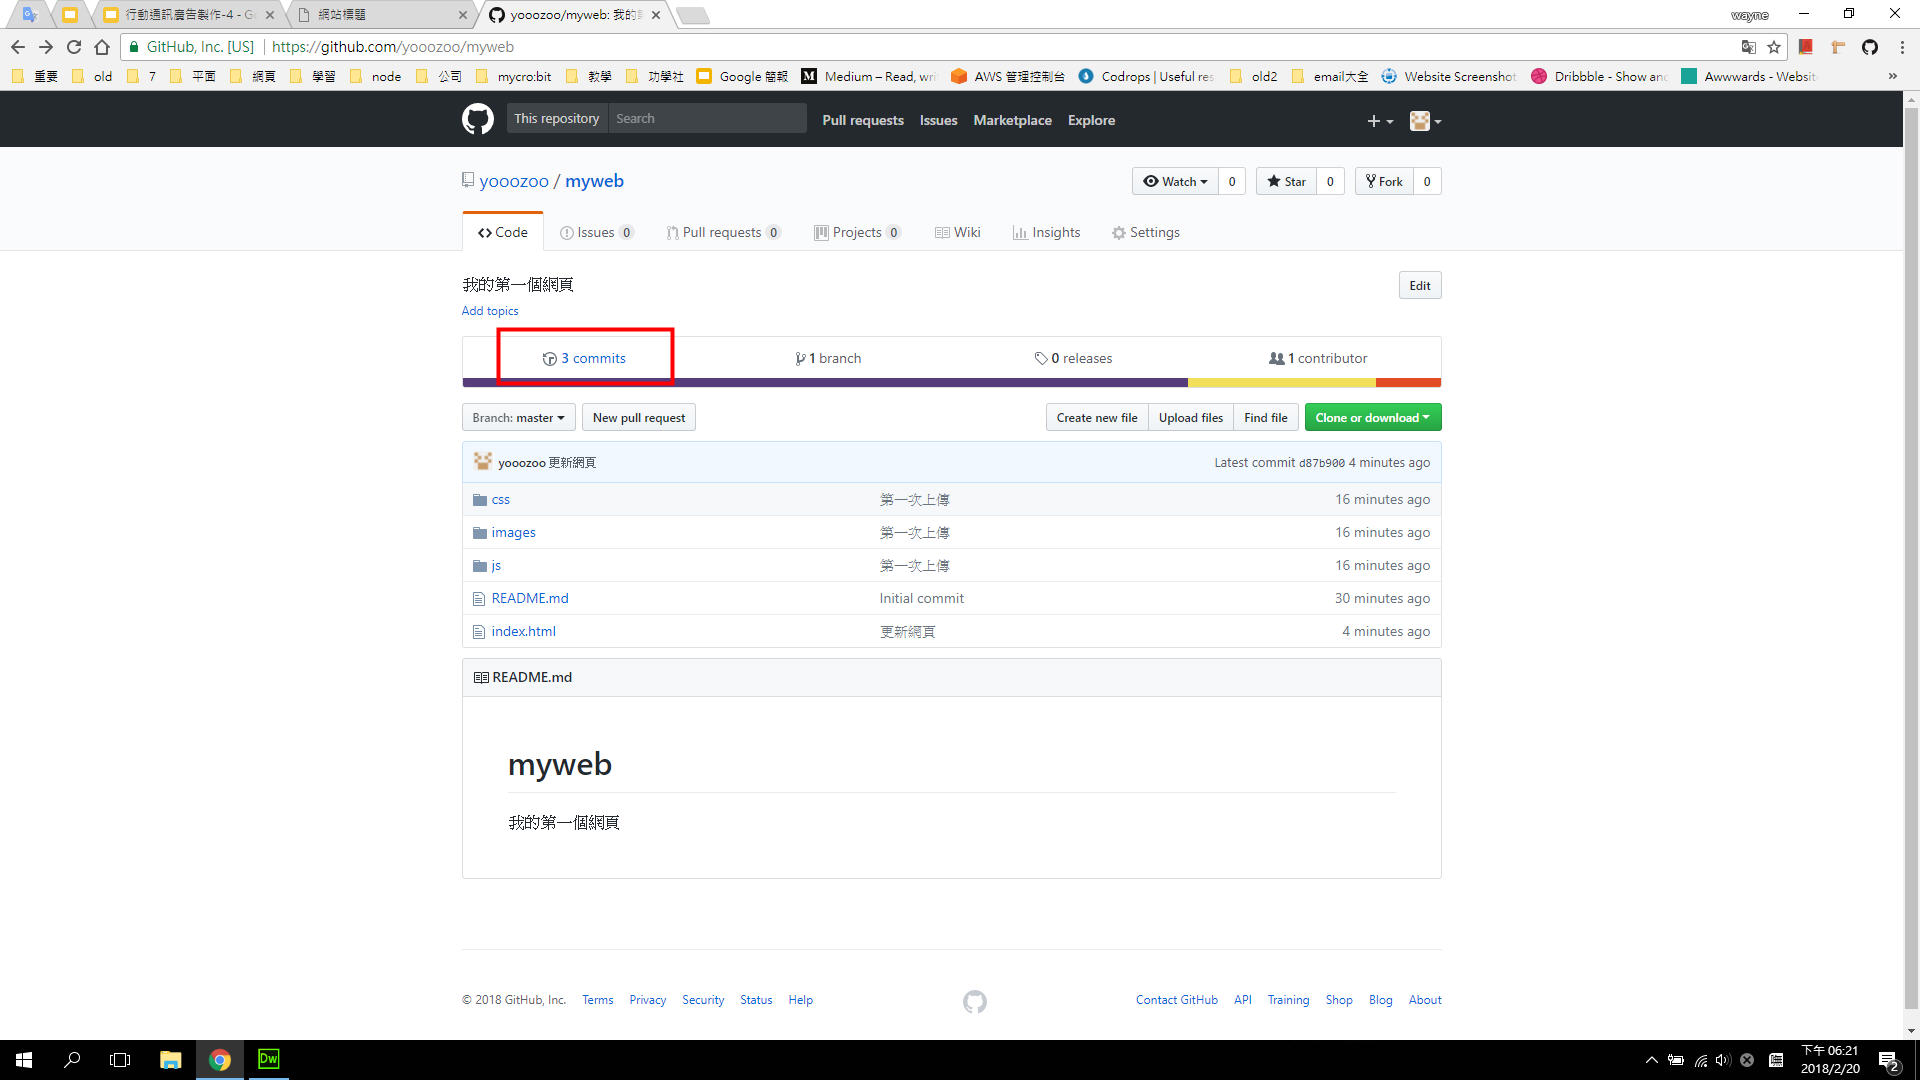 行動通訊廣告製作-4 - G
網站標題
yooozoo/myweb: 我的
wayne
GitHub, Inc. [US]
https://github.com/yooozoo/myweb
重要
old
7
平面
網頁
學習
node
公司
mycro:bit
教學
功學社
Google 簡報
Medium – Read, wri
AWS 管理控制台
Codrops | Useful res
old2
email大全
Website Screenshot
Dribbble - Show and
Awwwards - Websit
»
This repository
Search
Pull requests
Issues
Marketplace
Explore
yooozoo / myweb
Watch
0
Star
0
Fork
0
Code
Issues 0
Pull requests 0
Projects 0
Wiki
Insights
Settings
我的第一個網頁
Edit
Add topics
3 commits
1 branch
0 releases
1 contributor
Branch: master
New pull request
Create new file
Upload files
Find file
Clone or download
yooozoo 更新網頁
Latest commit d87b900 4 minutes ago
css
第一次上傳
16 minutes ago
images
第一次上傳
16 minutes ago
js
第一次上傳
16 minutes ago
README.md
Initial commit
30 minutes ago
index.html
更新網頁
4 minutes ago
README.md
myweb
我的第一個網頁
© 2018 GitHub, Inc.
Terms
Privacy
Security
Status
Help
Contact GitHub
API
Training
Shop
Blog
About
Dw
下午 06:21
2018/2/20
2